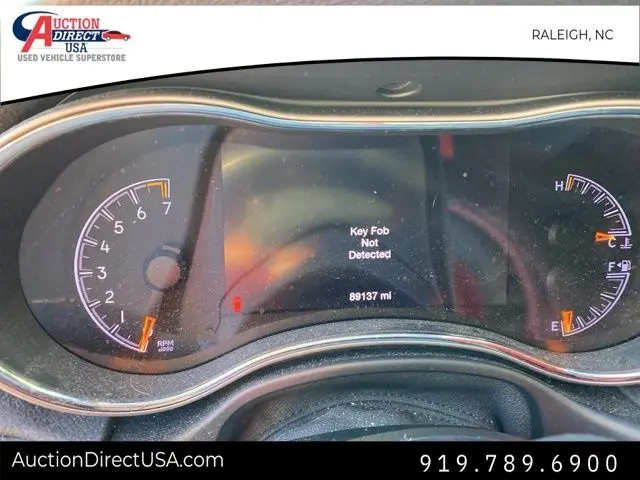 AUCTION
DIRECT
USA
USED VEHICLE SUPERSTORE
RALEIGH, NC
7
6
5
4
3
2
1
RPM
x1000
Key Fob
Not
Detected
89137 mi
H
C
F
E
AuctionDirectUSA.com
919.789.6900